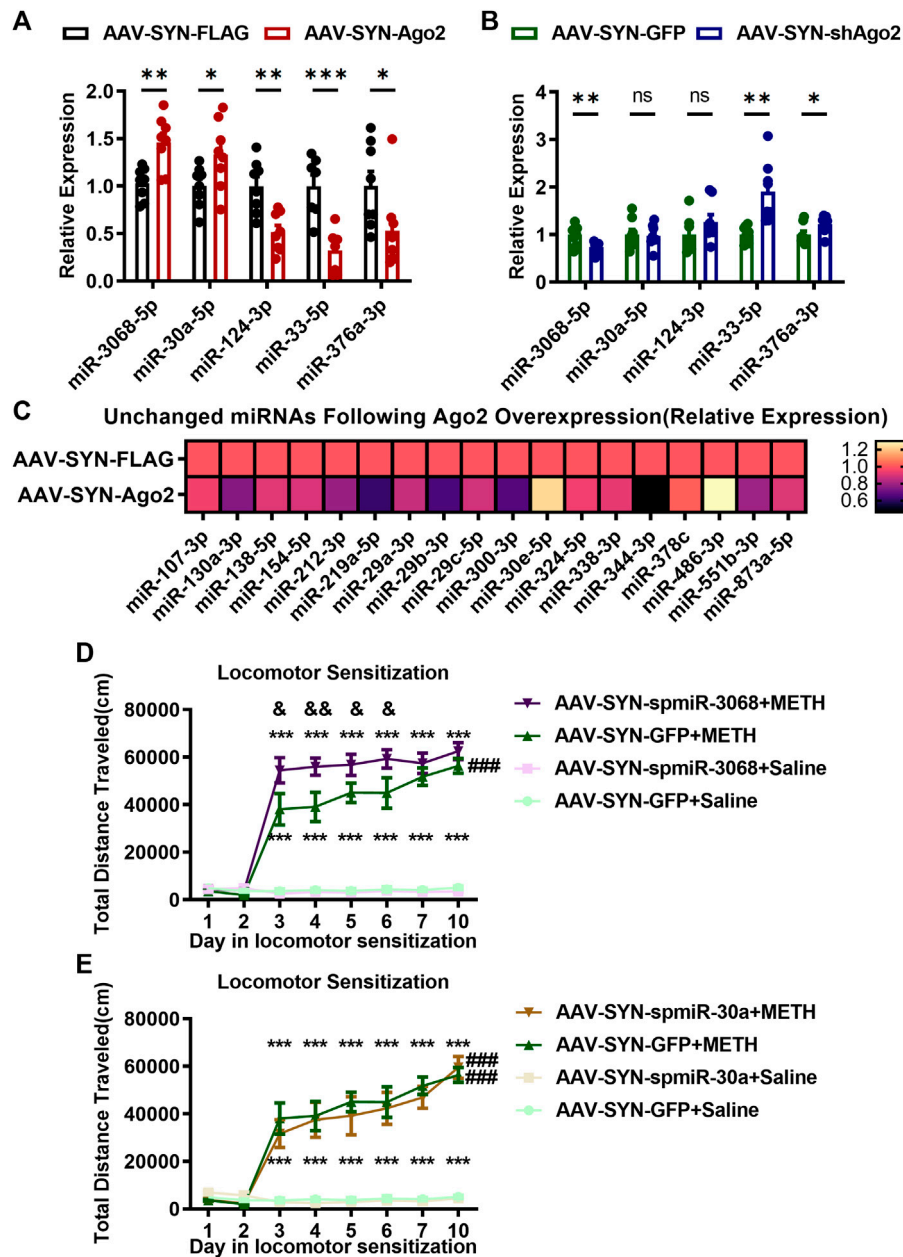 A
AAV-SYN-FLAG AAV-SYN-Ago2
** * ** *** *
Relative Expression
2.0
1.5
1.0
0.5
0.0
miR-3068-5p
miR-30a-5p
miR-124-3p
miR-33-5p
miR-376a-3p
B
AAV-SYN-GFP AAV-SYN-shAgo2
** ns ns ** *
Relative Expression
4
3
2
1
0
miR-3068-5p
miR-30a-5p
miR-124-3p
miR-33-5p
miR-376a-3p
C
Unchanged miRNAs Following Ago2 Overexpression(Relative Expression)
AAV-SYN-FLAG
AAV-SYN-Ago2
1.2
1.0
0.8
0.6
miR-107-3p
miR-130a-3p
miR-138-5p
miR-154-5p
miR-212-3p
miR-219a-5p
miR-29a-3p
miR-29b-3p
miR-29c-5p
miR-300-3p
miR-30e-5p
miR-324-5p
miR-338-3p
miR-344-3p
miR-378c
miR-486-3p
miR-551b-3p
miR-873a-5p
D
Locomotor Sensitization
Total Distance Traveled(cm)
80000
60000
40000
20000
0
& && & &
*** *** *** *** *** ***
###
*** *** *** *** *** ***
1 2 3 4 5 6 7 10
Day in locomotor sensitization
AAV-SYN-spmiR-3068+METH
AAV-SYN-GFP+METH
AAV-SYN-spmiR-3068+Saline
AAV-SYN-GFP+Saline
E
Locomotor Sensitization
Total Distance Traveled(cm)
80000
60000
40000
20000
0
*** *** *** *** *** ***
###
###
*** *** *** *** *** ***
1 2 3 4 5 6 7 10
Day in locomotor sensitization
AAV-SYN-spmiR-30a+METH
AAV-SYN-GFP+METH
AAV-SYN-spmiR-30a+Saline
AAV-SYN-GFP+Saline